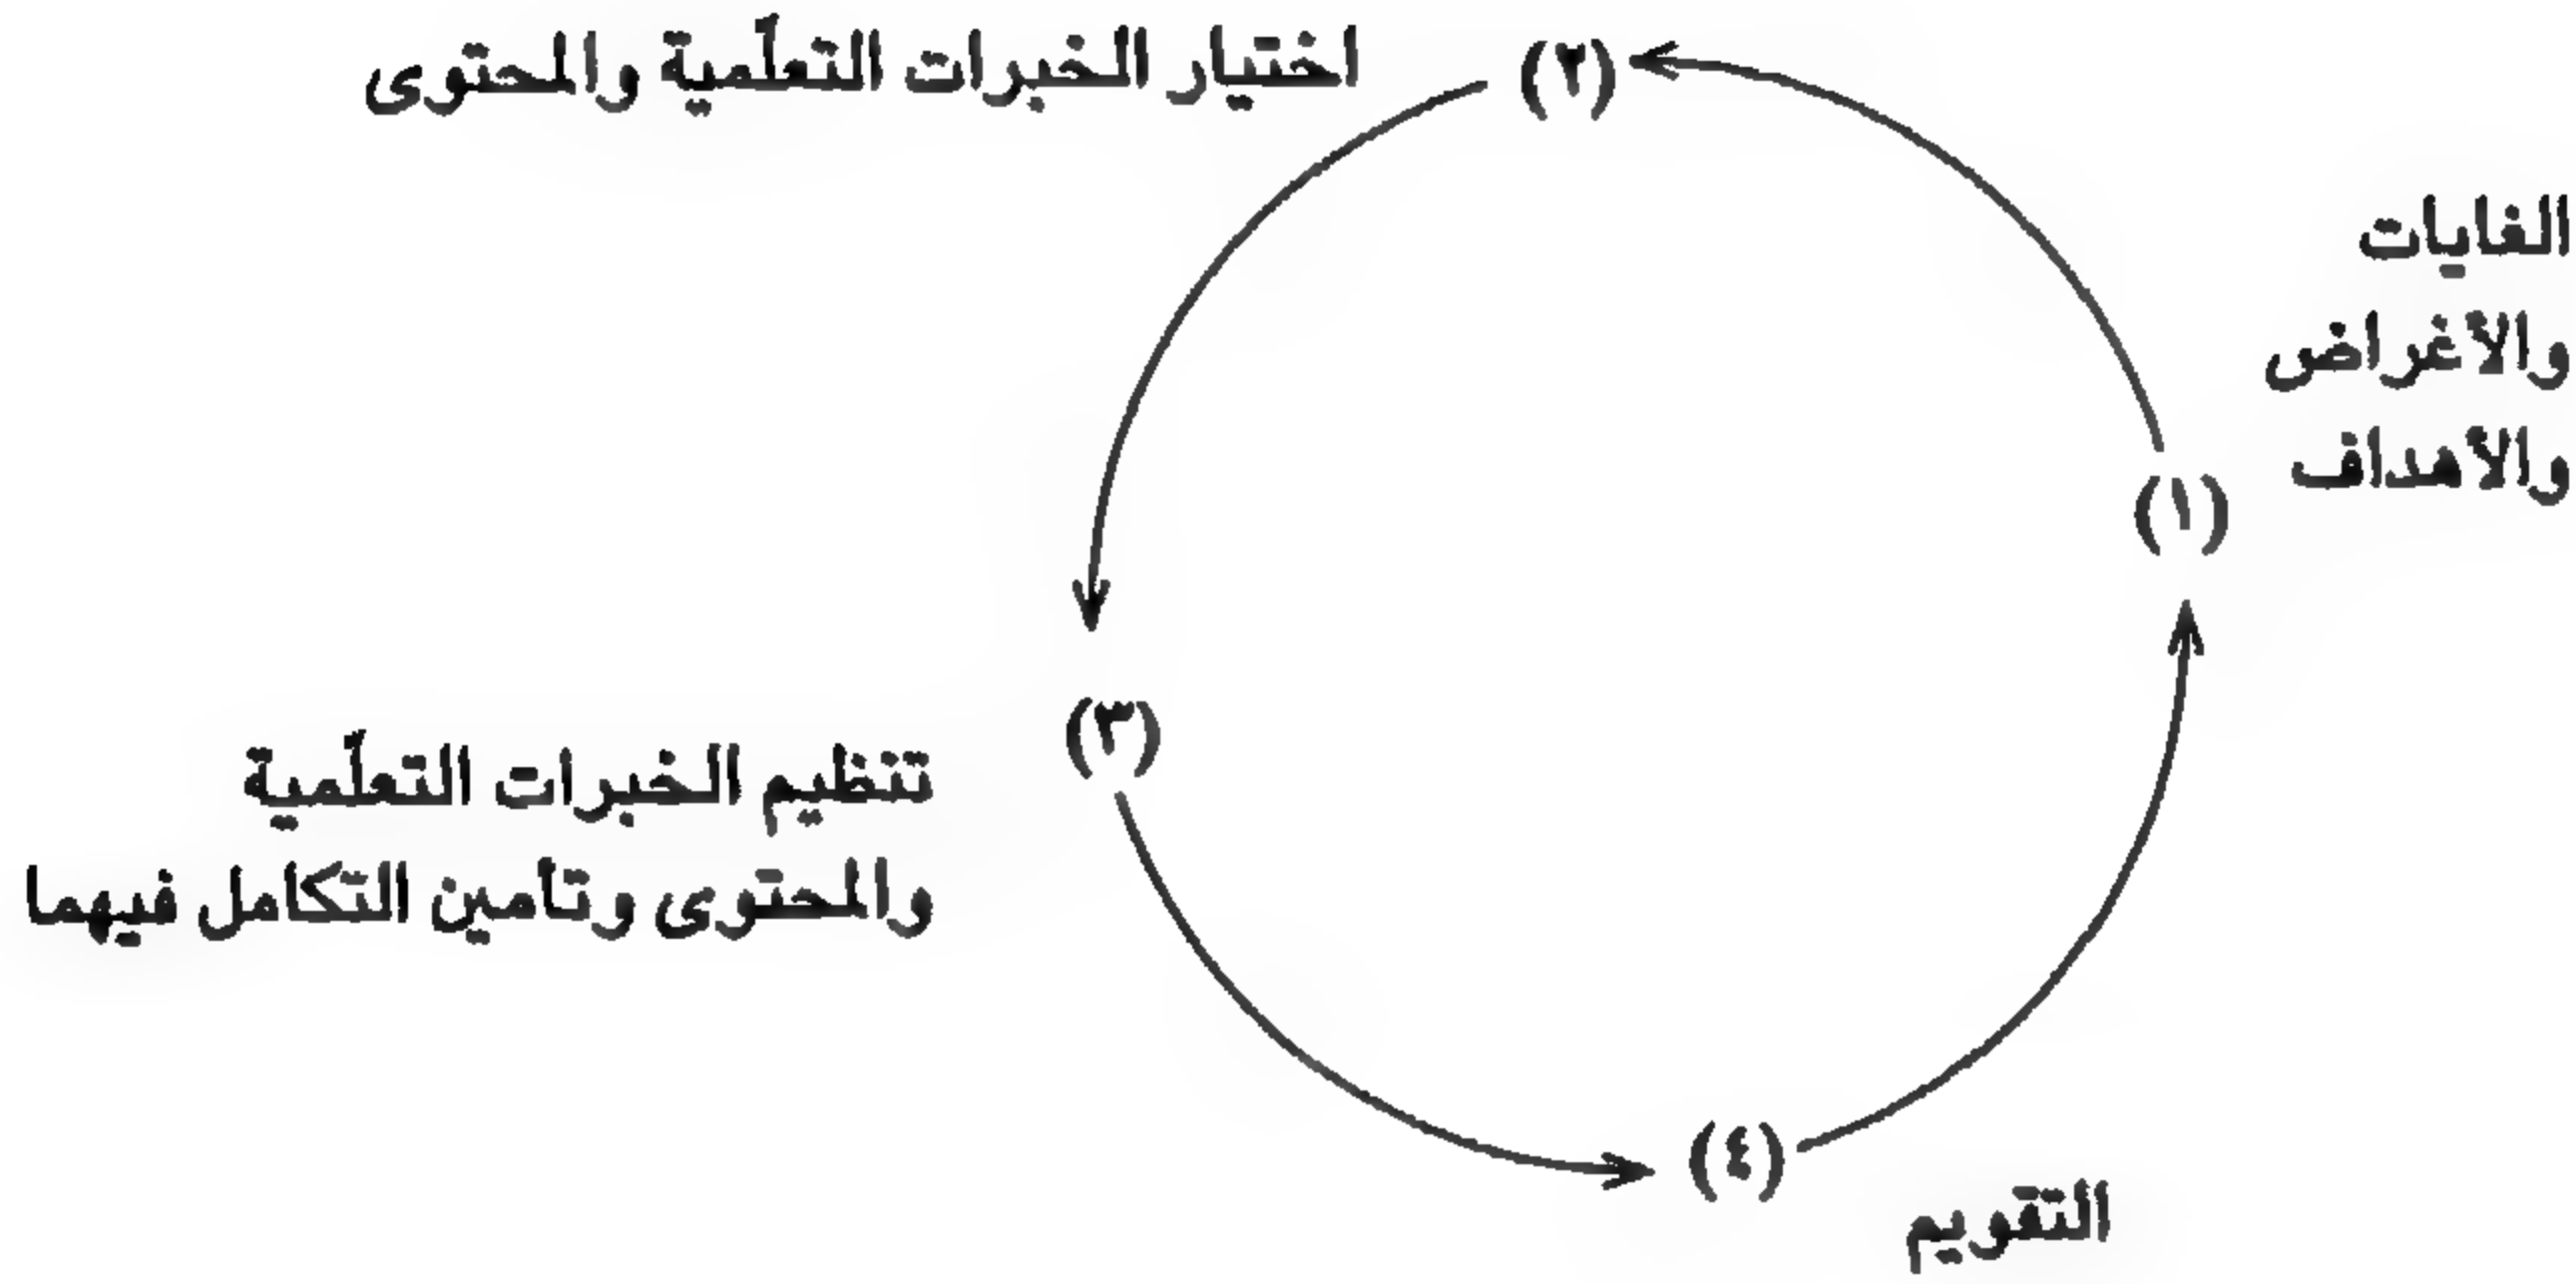 الغايات
والأغراض
والأهداف
(١)
(٢)
اختيار الخبرات التعلّمية والمحتوى
(٣)
تنظيم الخبرات التعلّمية
والمحتوى وتأمين التكامل فيهما
(٤)
التقويم